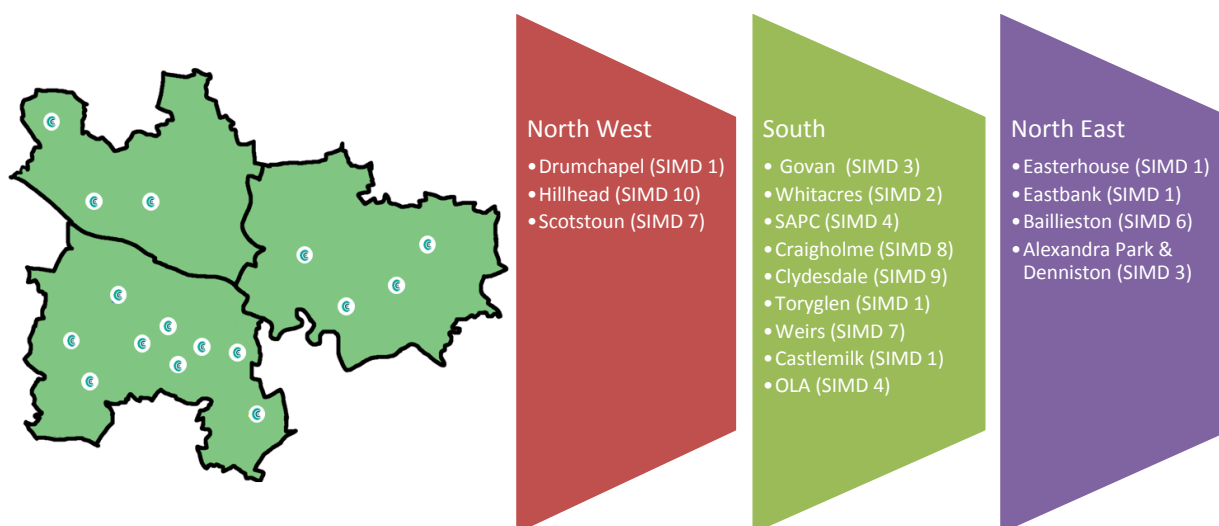 North West
•Drumchapel (SIMD 1)
•Hillhead (SIMD 10)
•Scotstoun (SIMD 7)
South
• Govan (SIMD 3)
•Whitacres (SIMD 2)
•SAPC (SIMD 4)
•Craigholme (SIMD 8)
•Clydesdale (SIMD 9)
•Toryglen (SIMD 1)
•Weirs (SIMD 7)
•Castlemilk (SIMD 1)
•OLA (SIMD 4)
North East
•Easterhouse (SIMD 1)
•Eastbank (SIMD 1)
•Baillieston (SIMD 6)
•Alexandra Park &
Denniston (SIMD 3)